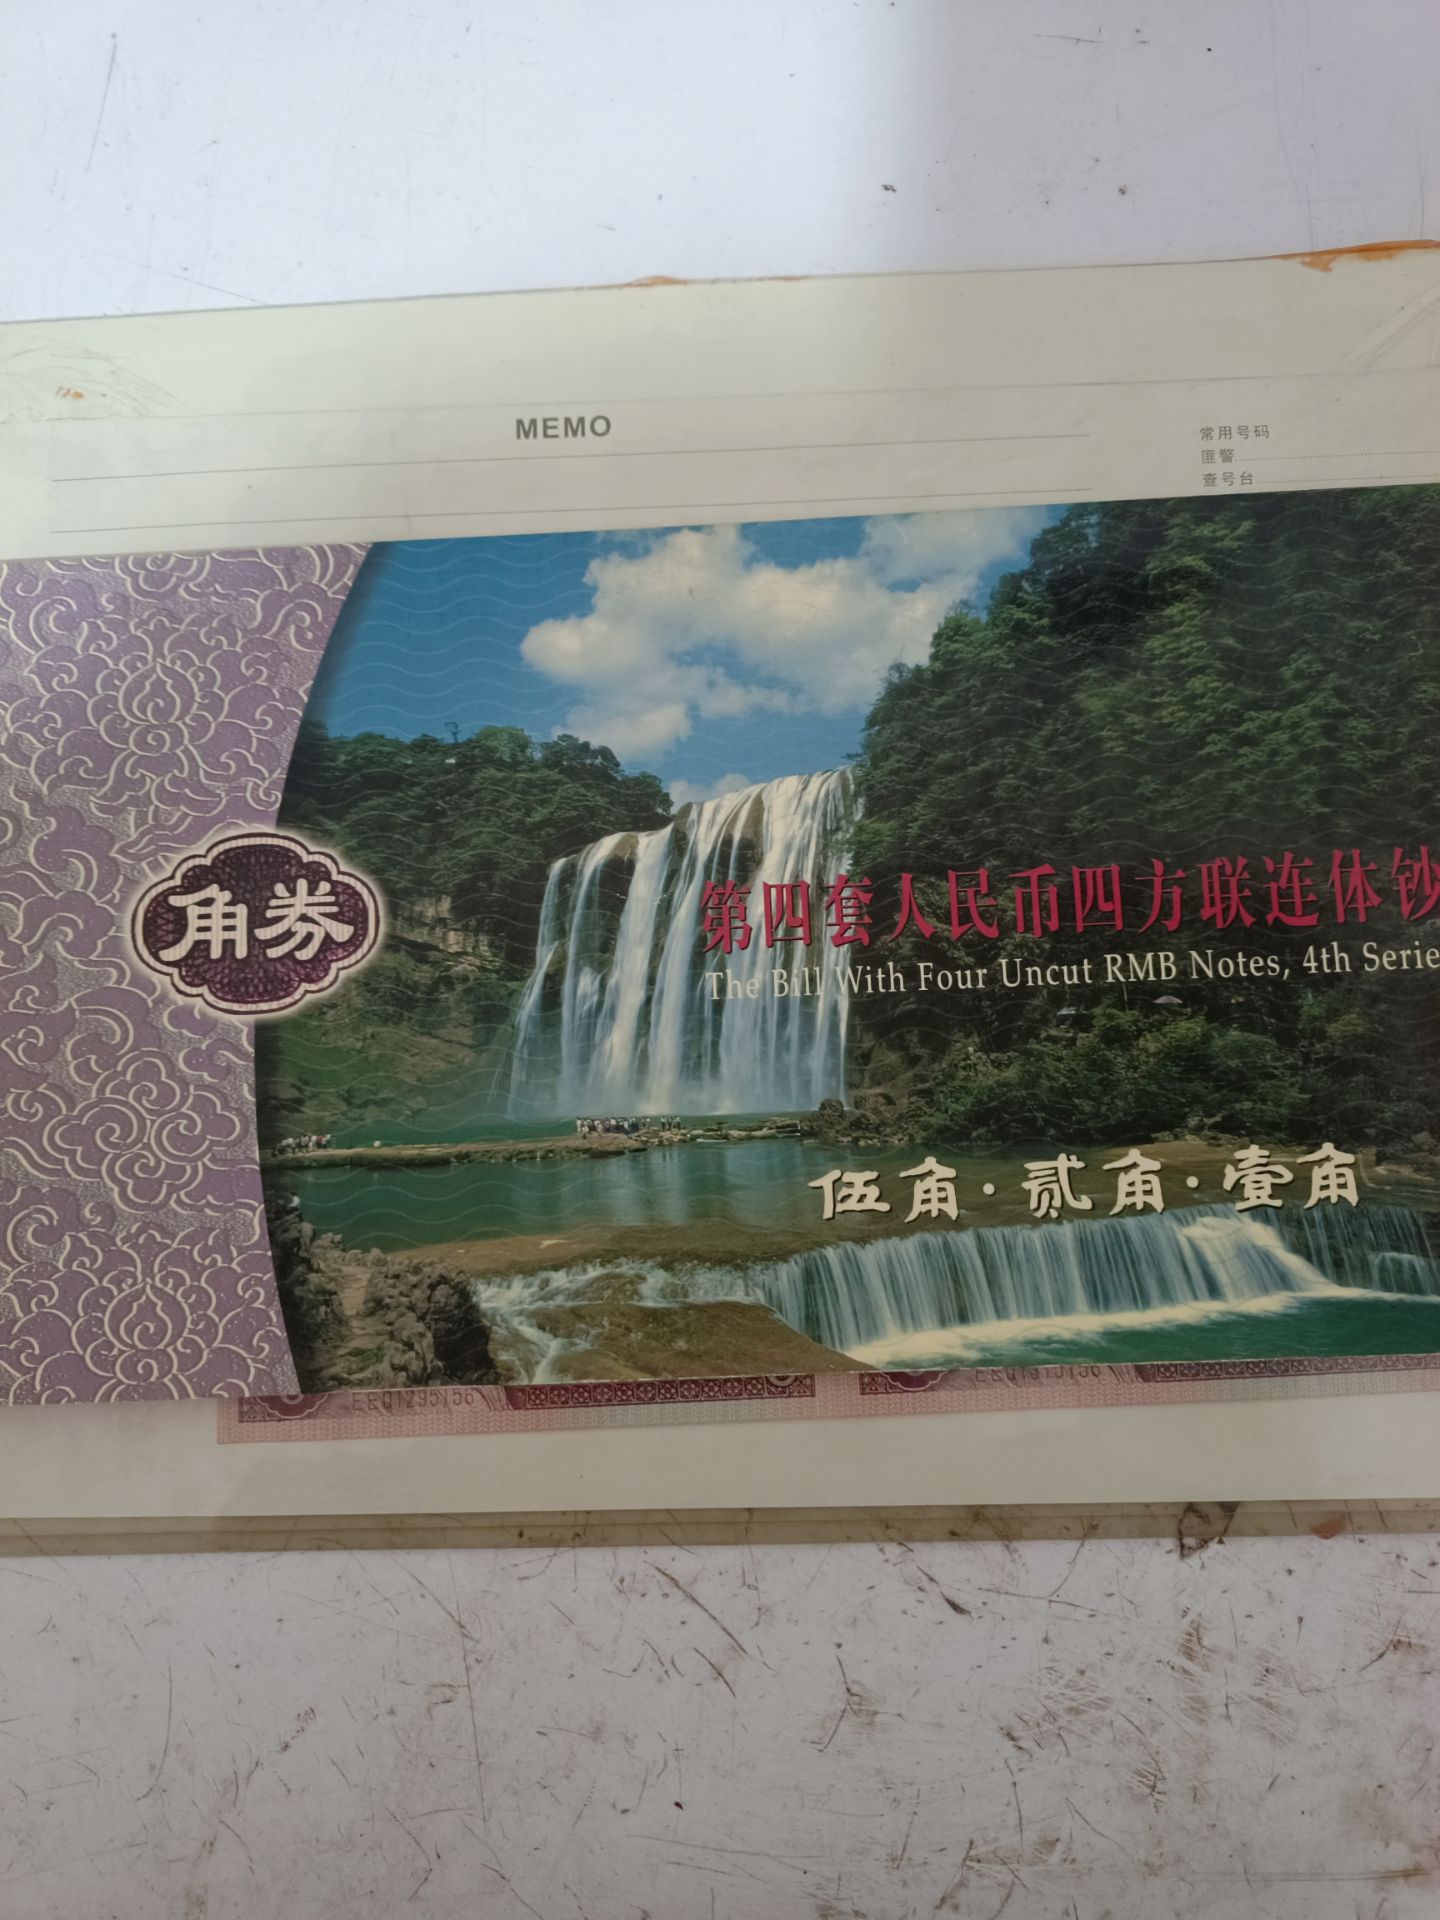 MEMO
常用号码
匪警
查号台
角券
第四套人民币四方联连体钞
The Bill With Four Uncut RMB Notes, 4th Serie
伍角·贰角·壹角